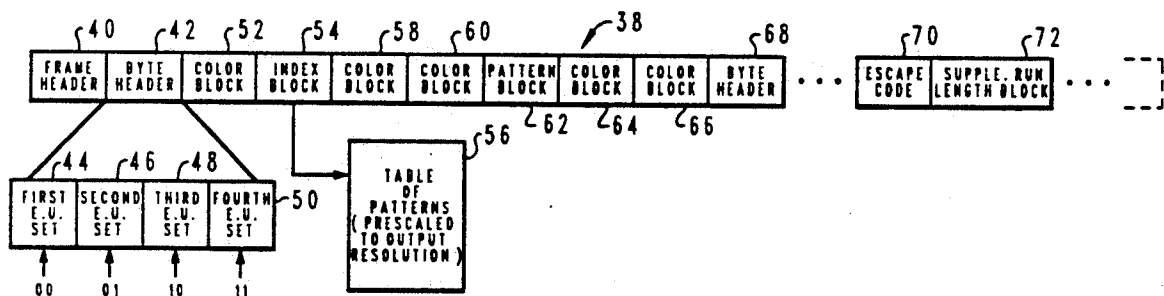 40 42 52 54 58 60 38 68 70 72
FRAME HEADER
BYTE HEADER
COLOR BLOCK
INDEX BLOCK
COLOR BLOCK
COLOR BLOCK
PATTERN BLOCK
COLOR BLOCK
COLOR BLOCK
BYTE HEADER
ESCAPE CODE
SUPPLE. RUN LENGTH BLOCK
62 64 66
44 46 48 50
FIRST E.U. SET
SECOND E.U. SET
THIRD E.U. SET
FOURTH E.U. SET
00 01 10 11
56
TABLE
OF
PATTERNS
( PRESCALED
TO OUTPUT
RESOLUTION )